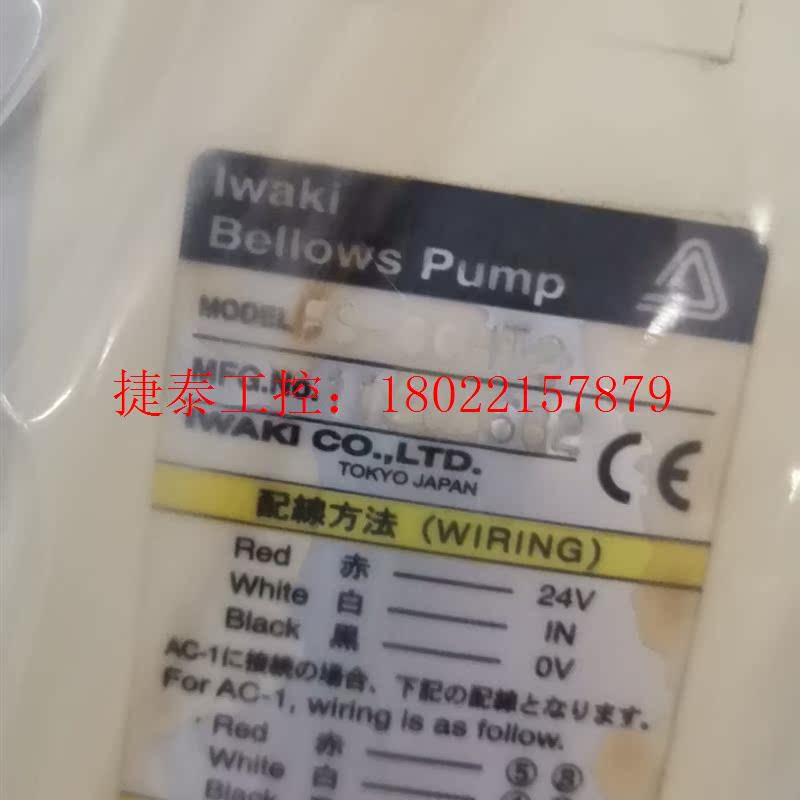 Iwaki
Bellows Pump
MODEL
MFG.No.
捷泰工控：18022157879
IWAKI CO.,LTD.
TOKYO JAPAN
CE
配線方法 (WIRING)
Red 赤 24V
White 白 IN
Black 黒 0V
AC-1に接続の場合、下記の配線となります。
For AC-1, wiring is as follow.
Red 赤 ⑤ ⑧
White 白
Black